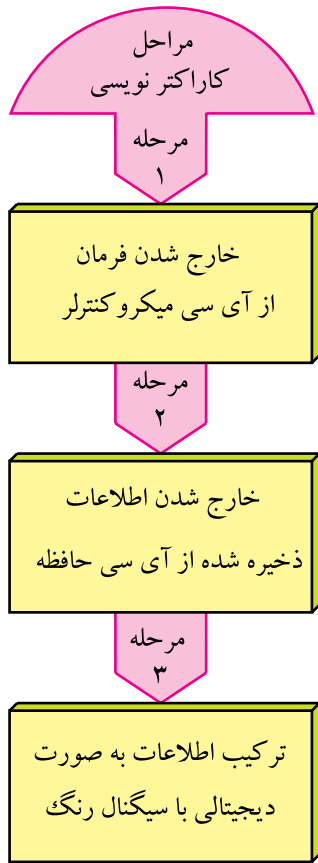 مراحل
کاراکتر نویسی
مرحله
۱
خارج شدن فرمان
از آی سی میکروکنترلر
مرحله
۲
خارج شدن اطلاعات
ذخیره شده از آی سی حافظه
مرحله
۳
ترکیب اطلاعات به صورت
دیجیتالی با سیگنال رنگ